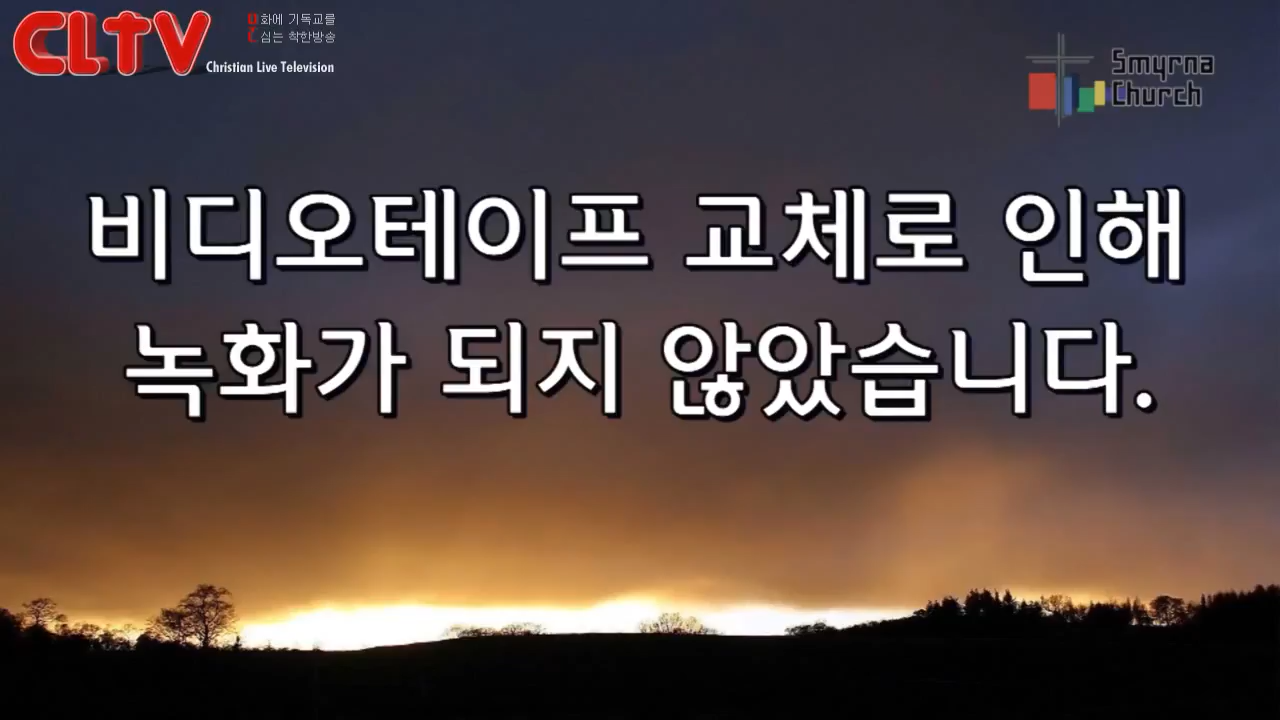 CLTV
화에 기독교를
심는 착한방송
Christian Live Television
Smyrna
Church
비디오테이프 교체로 인해
녹화가 되지 않았습니다.